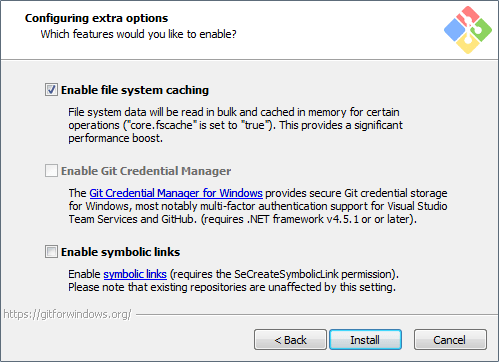 Configuring extra options
Which features would you like to enable?
Enable file system caching
File system data will be read in bulk and cached in memory for certain
operations ("core.fscache" is set to "true"). This provides a significant
performance boost.
Enable Git Credential Manager
The Git Credential Manager for Windows provides secure Git credential storage
for Windows, most notably multi-factor authentication support for Visual Studio
Team Services and GitHub. (requires .NET framework v4.5.1 or or later).
Enable symbolic links
Enable symbolic links (requires the SeCreateSymbolicLink permission).
Please note that existing repositories are unaffected by this setting.
https://gitforwindows.org/
< Back
Install
Cancel